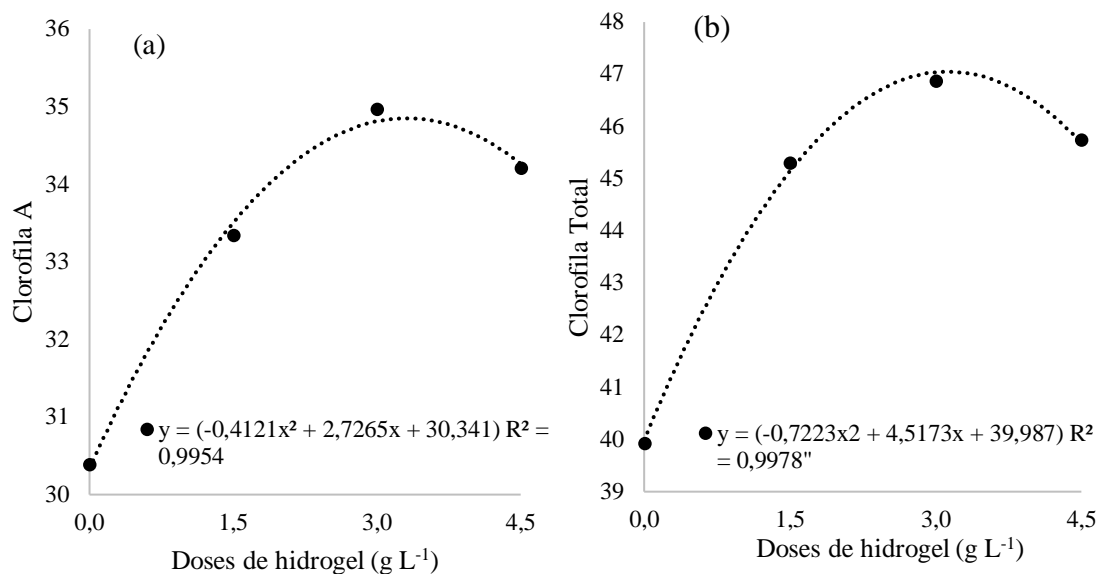 (a)
Clorofila A
36
35
34
33
32
31
30
y = (-0,4121x² + 2,7265x + 30,341) R² =
0,9954
0,0 1,5 3,0 4,5
Doses de hidrogel (g L⁻¹)
(b)
Clorofila Total
48
47
46
45
44
43
42
41
40
39
y = (-0,7223x2 + 4,5173x + 39,987) R²
= 0,9978"
0,0 1,5 3,0 4,5
Doses de hidrogel (g L⁻¹)